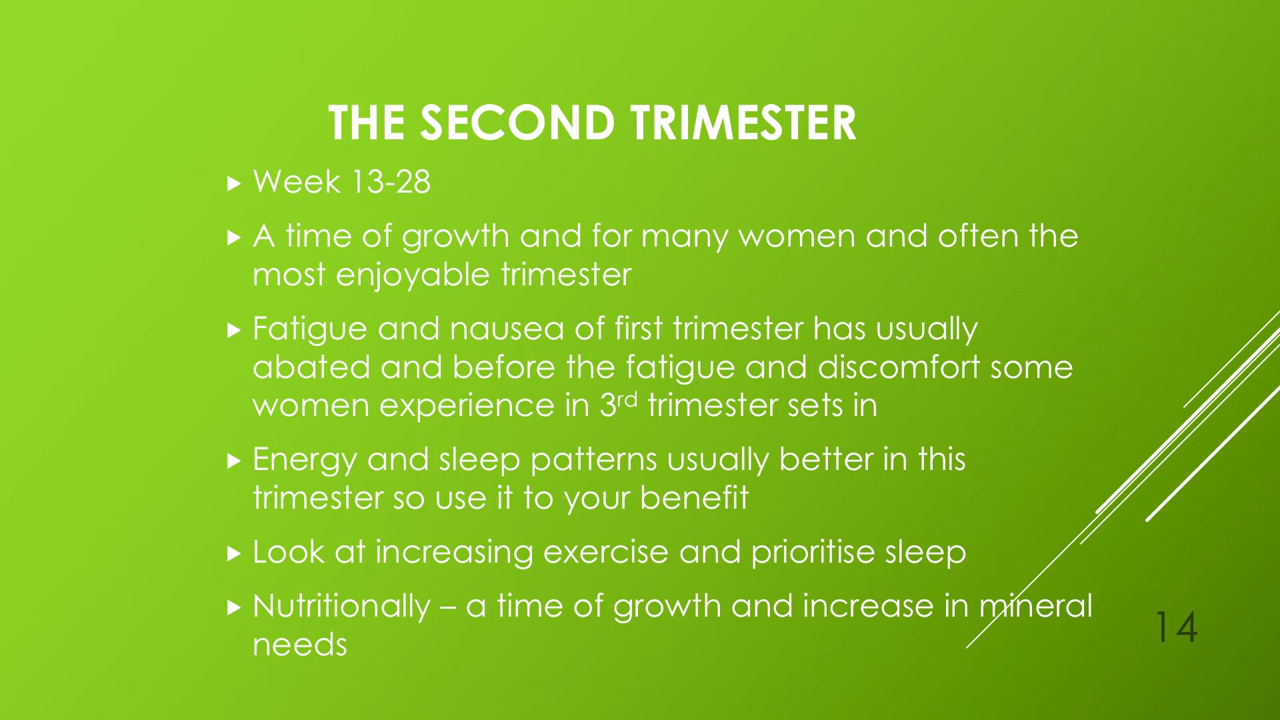 THE SECOND TRIMESTER
Week 13-28
A time of growth and for many women and often the
most enjoyable trimester
Fatigue and nausea of first trimester has usually
abated and before the fatigue and discomfort some
women experience in 3rd trimester sets in
Energy and sleep patterns usually better in this
trimester so use it to your benefit
Look at increasing exercise and prioritise sleep
Nutritionally – a time of growth and increase in mineral
needs
14